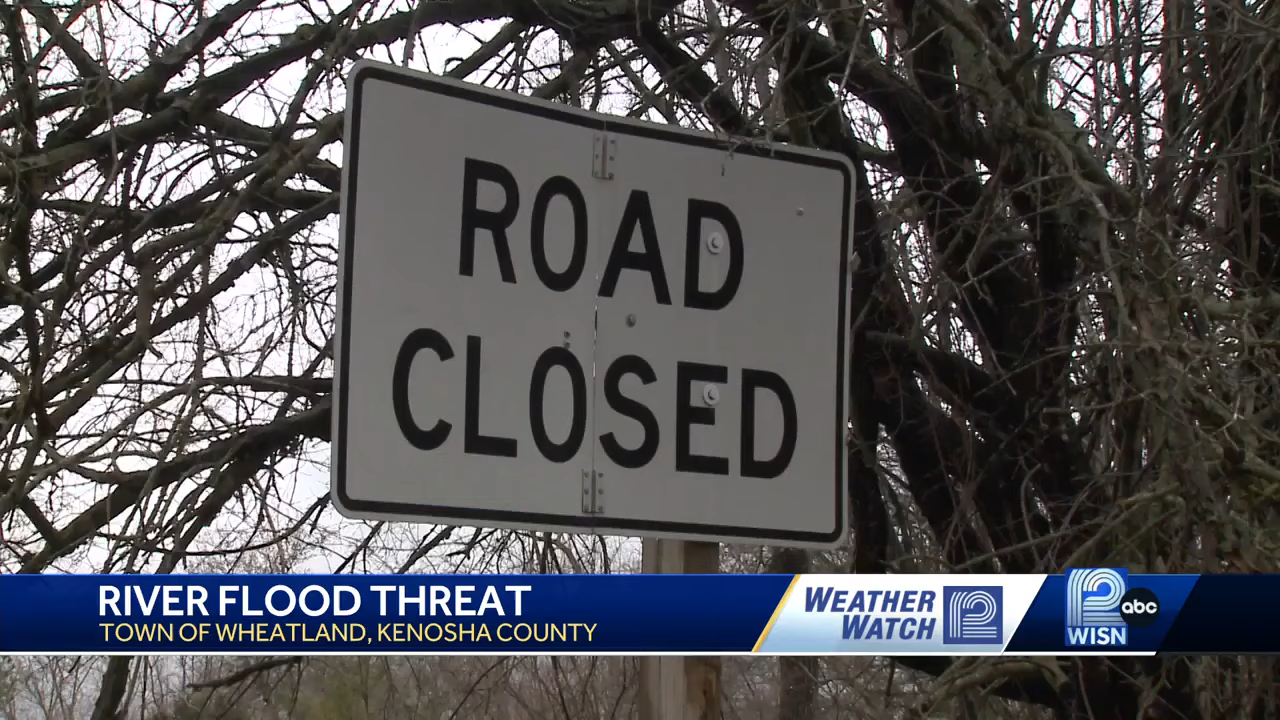 ROAD
CLOSED
RIVER FLOOD THREAT
TOWN OF WHEATLAND, KENOSHA COUNTY
WEATHER
WATCH
12
12
WISN
abc